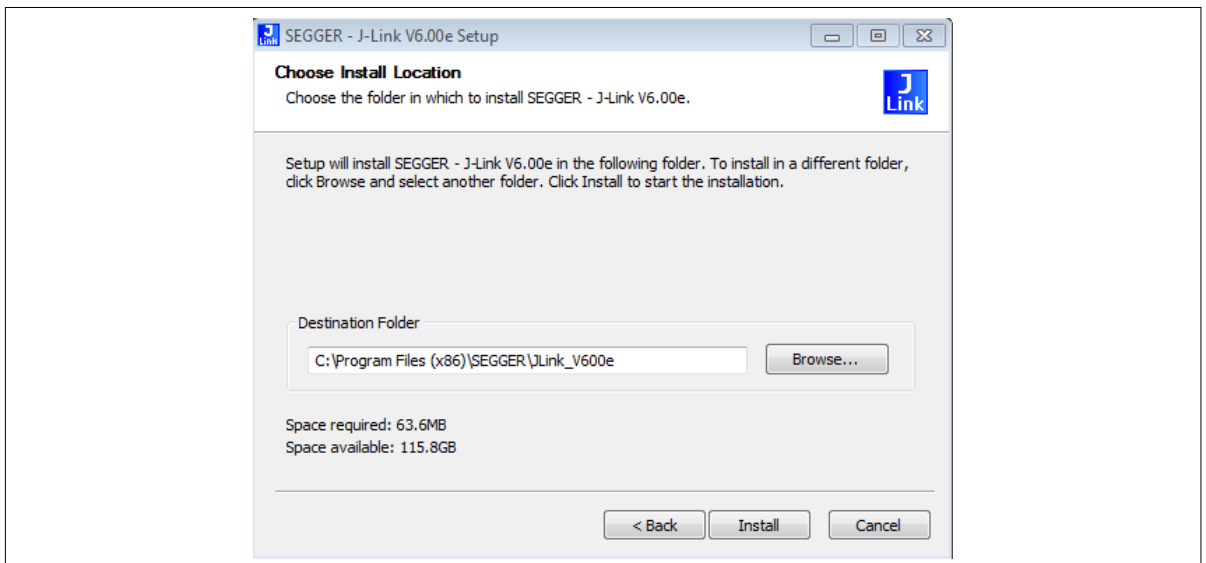 J
Link
SEGGER - J-Link V6.00e Setup
Choose Install Location
Choose the folder in which to install SEGGER - J-Link V6.00e.
J
Link
Setup will install SEGGER - J-Link V6.00e in the following folder. To install in a different folder,
click Browse and select another folder. Click Install to start the installation.
Destination Folder
C:\Program Files (x86)\SEGGER\JLink_V600e
Browse...
Space required: 63.6MB
Space available: 115.8GB
< Back
Install
Cancel